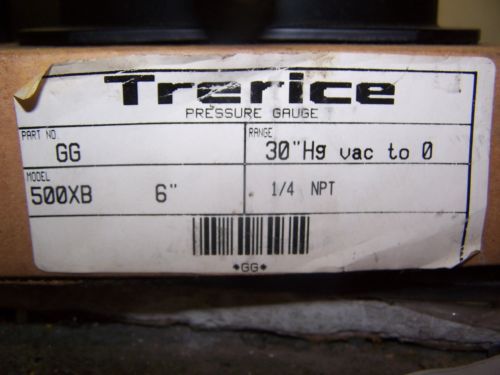 Trerice
PRESSURE GAUGE
PART NO
GG
RANGE
30"Hg vac to 0
MODEL
500XB 6"
1/4 NPT
*GG*